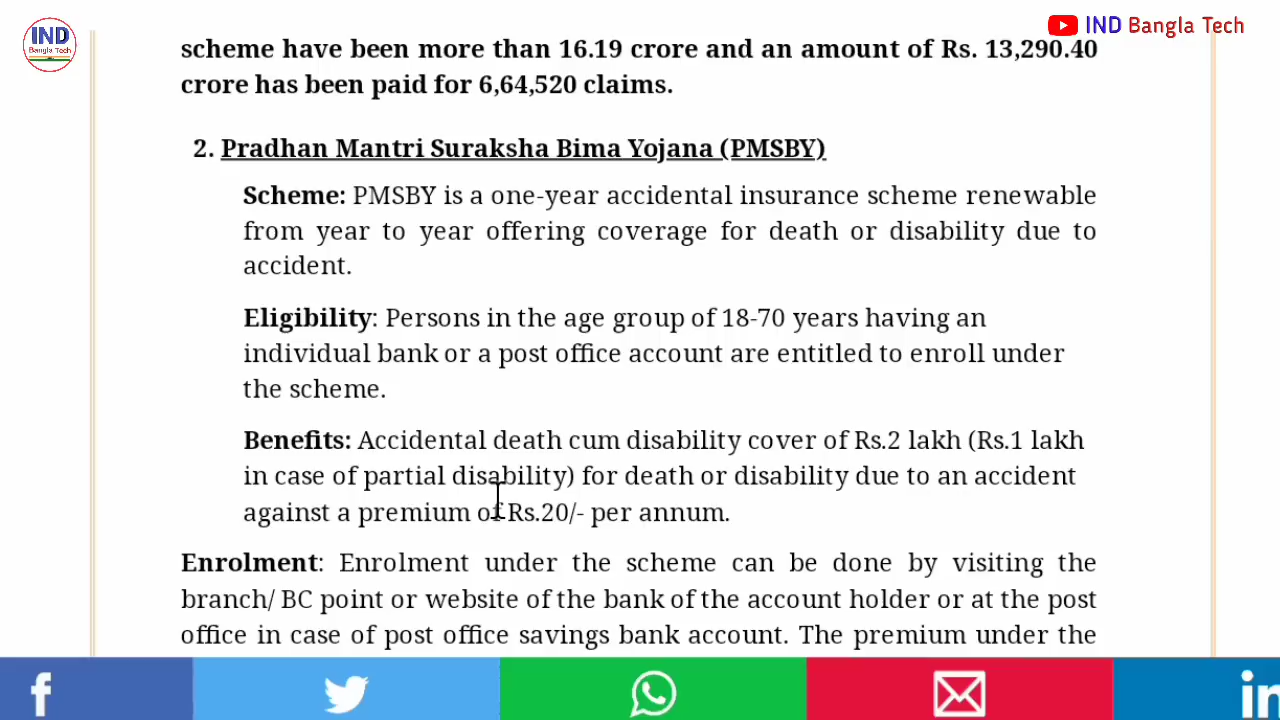 IND
Bangla Tech
IND Bangla Tech
scheme have been more than 16.19 crore and an amount of Rs. 13,290.40
crore has been paid for 6,64,520 claims.
2. Pradhan Mantri Suraksha Bima Yojana (PMSBY)
Scheme: PMSBY is a one-year accidental insurance scheme renewable
from year to year offering coverage for death or disability due to
accident.
Eligibility: Persons in the age group of 18-70 years having an
individual bank or a post office account are entitled to enroll under
the scheme.
Benefits: Accidental death cum disability cover of Rs.2 lakh (Rs.1 lakh
in case of partial disability) for death or disability due to an accident
against a premium of Rs.20/- per annum.
Enrolment: Enrolment under the scheme can be done by visiting the
branch/ BC point or website of the bank of the account holder or at the post
office in case of post office savings bank account. The premium under the
f
in